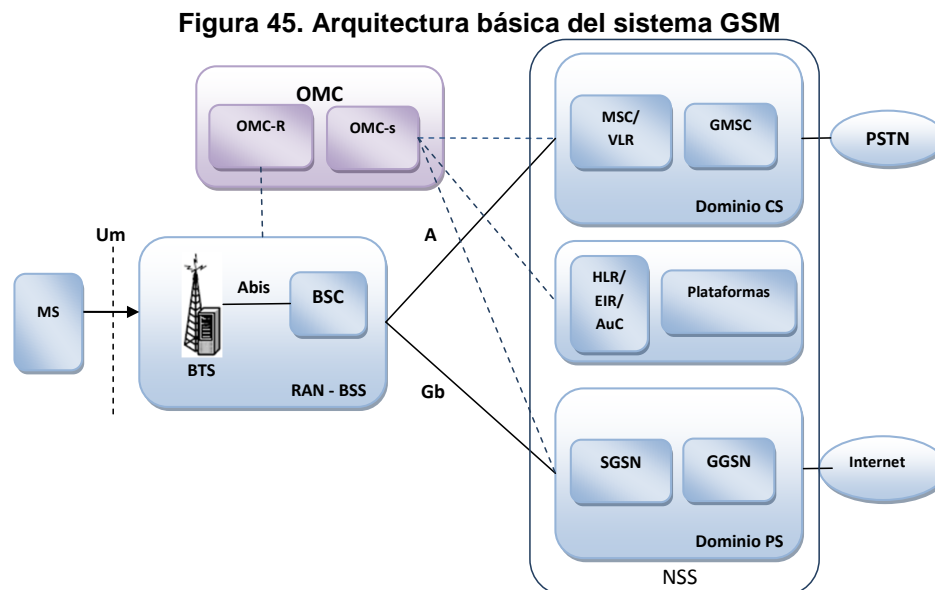 Figura 45. Arquitectura básica del sistema GSM
OMC
OMC-R
OMC-s
MSC/
VLR
GMSC
PSTN
Dominio CS
Um
A
MS
Abis
BSC
BTS
RAN - BSS
HLR/
EIR/
AuC
Plataformas
Gb
SGSN
GGSN
Internet
Dominio PS
NSS